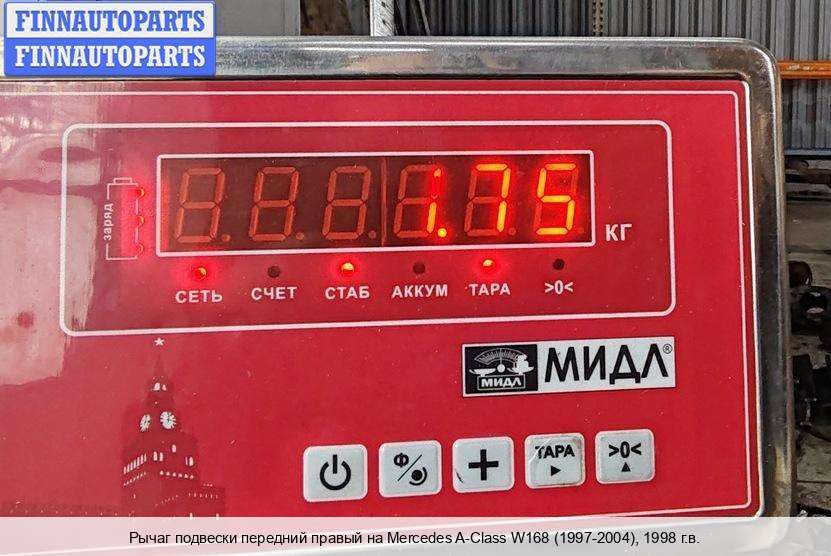 FINNAUTOPARTS
FINNAUTOPARTS
заряд
1.75
КГ
СЕТЬ СЧЕТ СТАБ АККУМ ТАРА >0<
МИДЛ МИДЛ®
Ф/ + ТАРА >0<
Рычаг подвески передний правый на Mercedes A-Class W168 (1997-2004), 1998 г.в.